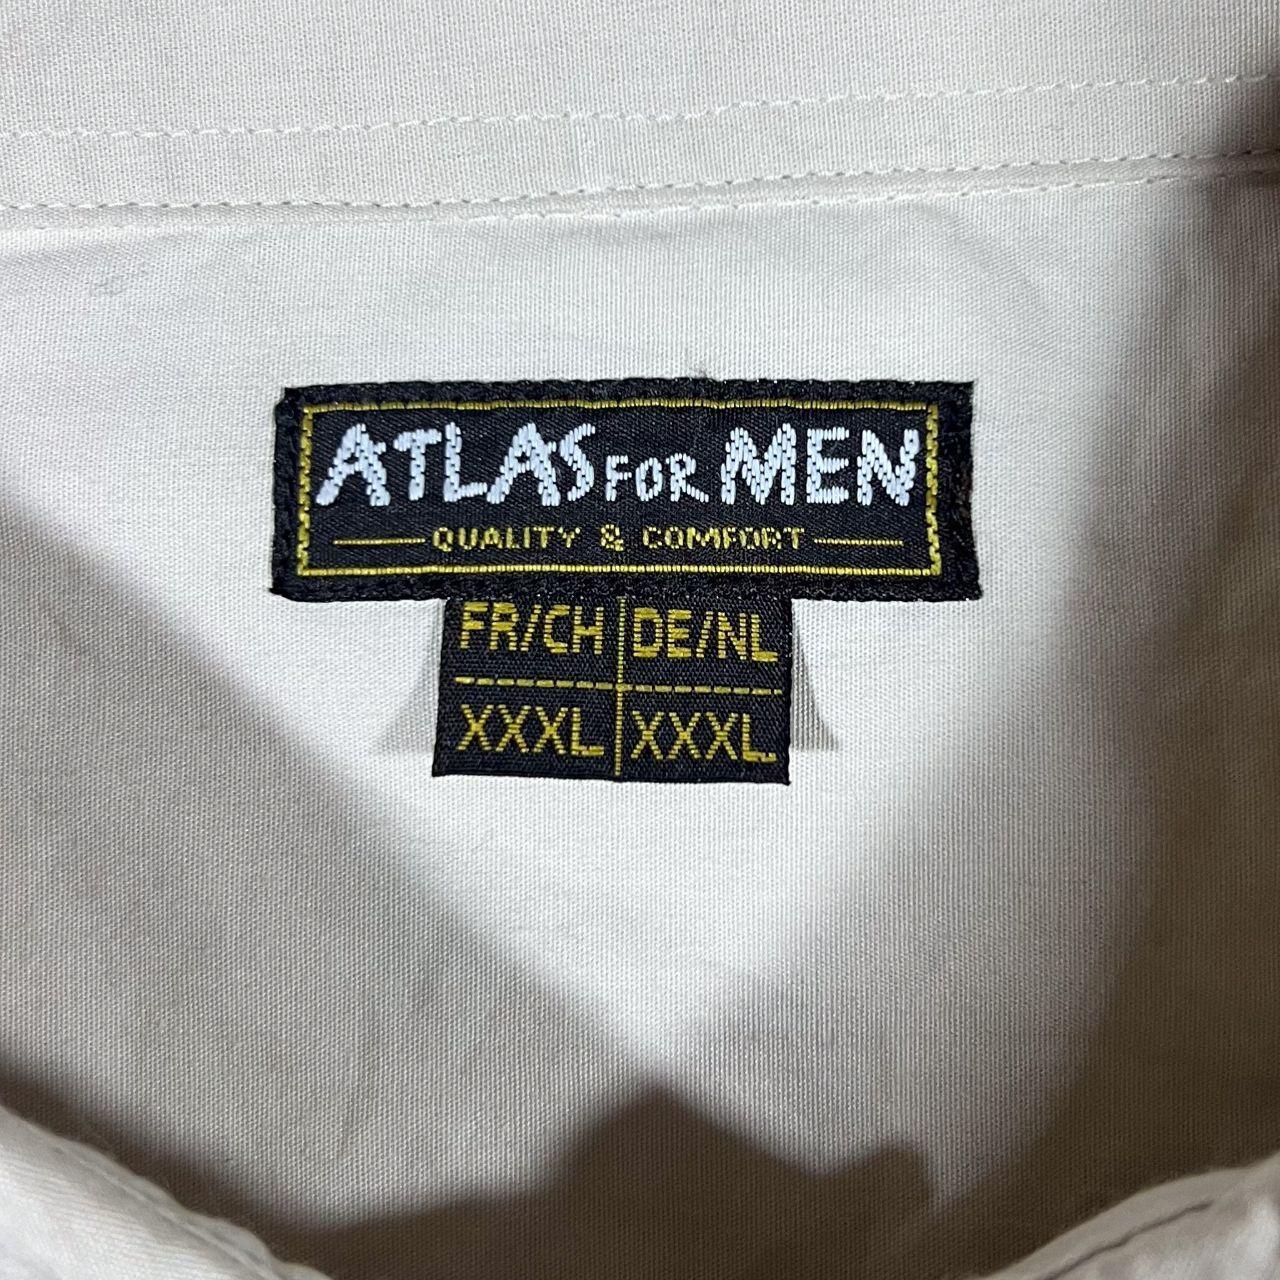 ATLAS FOR MEN
QUALITY & COMFORT
FR/CH DE/NL
XXXL XXXL